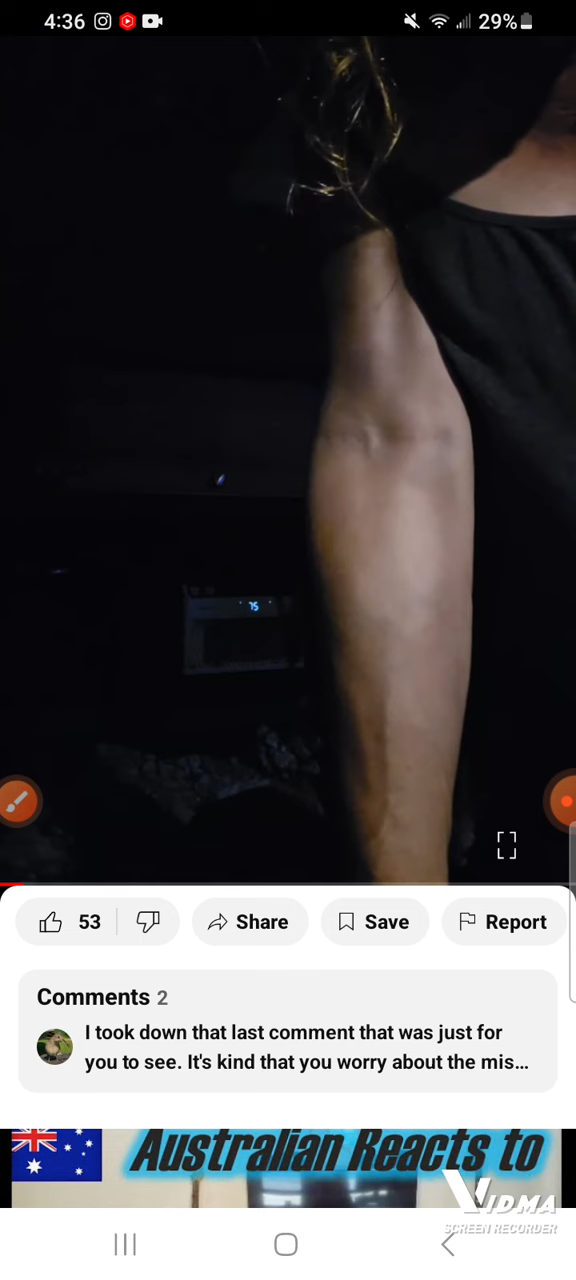 4:36
29%
75
53
Share
Save
Report
Comments 2
I took down that last comment that was just for
you to see. It's kind that you worry about the mis...
Australian Reacts to
VIDMA
SCREEN RECORDER